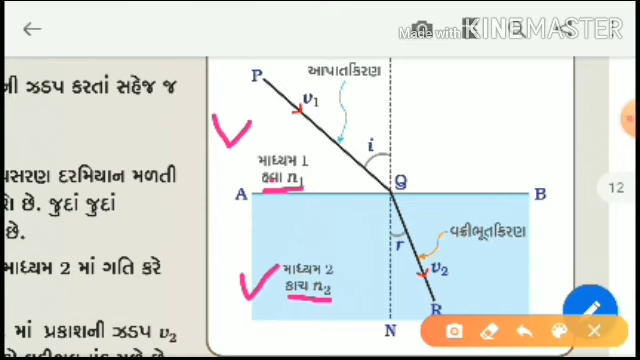 Made with KINEMASTER
ની ઝડપ કરતાં સહેજ જ
સરણ દરમિયાન મળતી
છે. જુદાં જુદાં
છે.
માધ્યમ 2 માં ગતિ કરે
માં પ્રકાશની ઝડપ v₂
P
આપાતકિરણ
v₁
i
માધ્યમ 1
હવા n₁
A
Q
B
r
વક્રીભૂતકિરણ
v₂
માધ્યમ 2
કાચ n₂
R
N
12